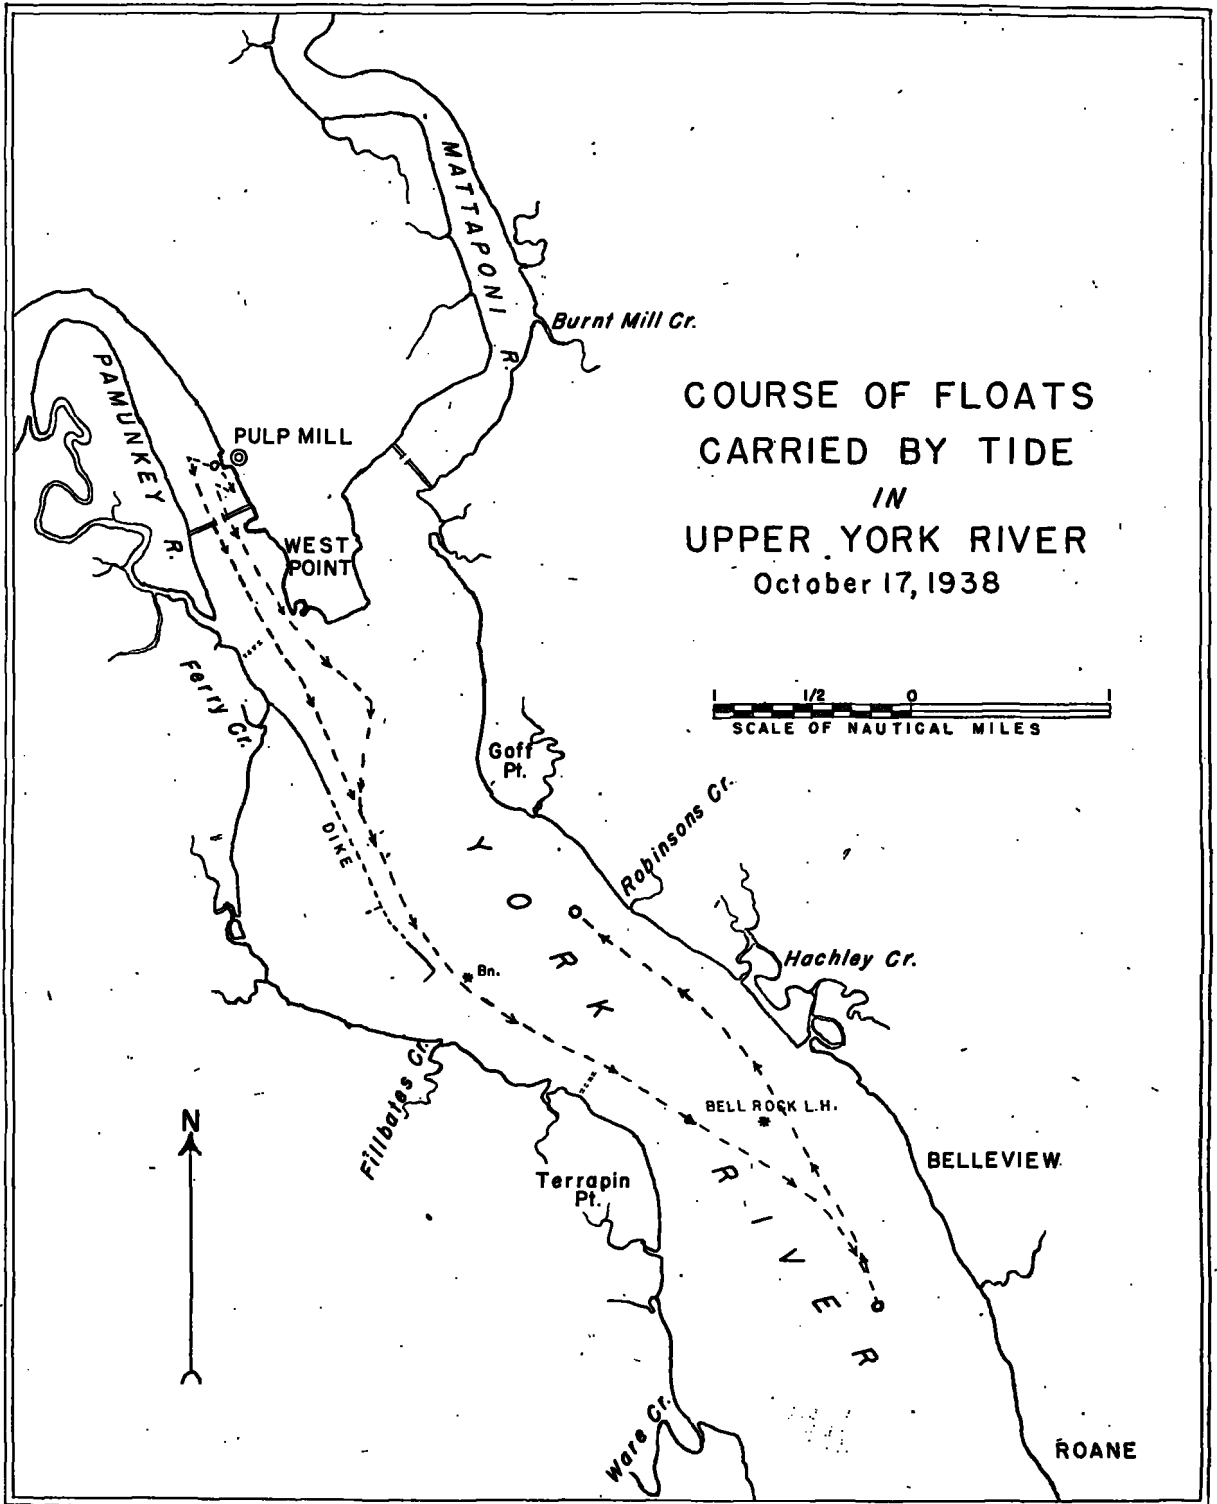 MATTAPONI R.
Burnt Mill Cr.
PAMUNKEY R.
PULP MILL
COURSE OF FLOATS
CARRIED BY TIDE
IN
UPPER YORK RIVER
October 17, 1938
WEST
POINT
1 1/2 0 1
SCALE OF NAUTICAL MILES
Ferry Cr.
Goff
Pt.
Robinsons Cr.
DIKE
YORK RIVER
Hachley Cr.
Bn.
Fillbates Cr.
BELL ROCK L.H.
N
BELLEVIEW
Terrapin
Pt.
Ware Cr.
ROANE